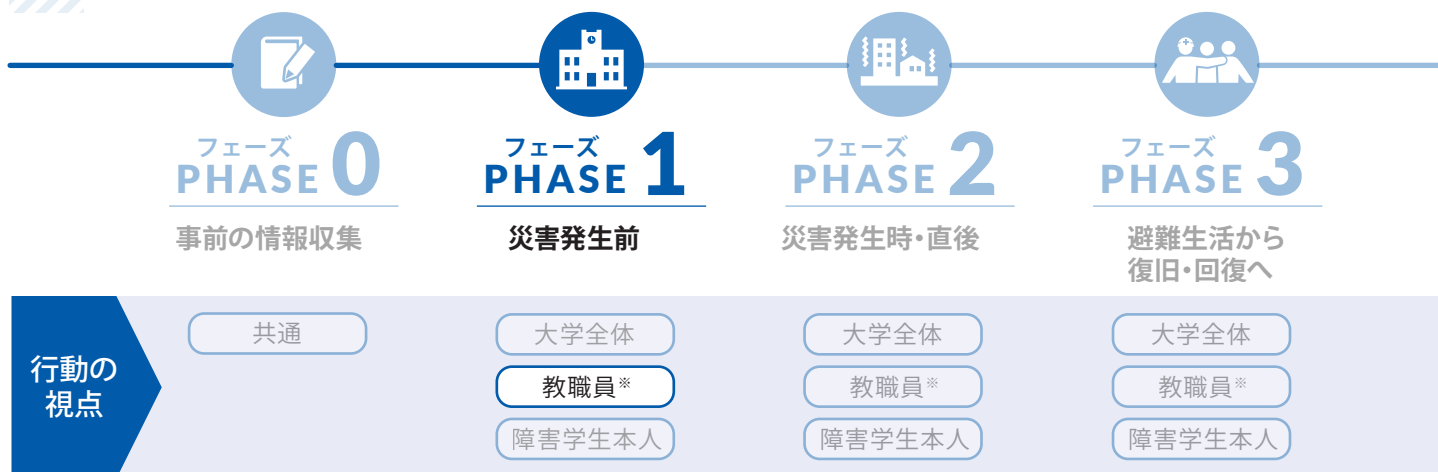 フェーズ
PHASE 0
事前の情報収集
フェーズ
PHASE 1
災害発生前
フェーズ
PHASE 2
災害発生時・直後
フェーズ
PHASE 3
避難生活から
復旧・回復へ
行動の
視点
共通
大学全体
教職員※
障害学生本人
大学全体
教職員※
障害学生本人
大学全体
教職員※
障害学生本人